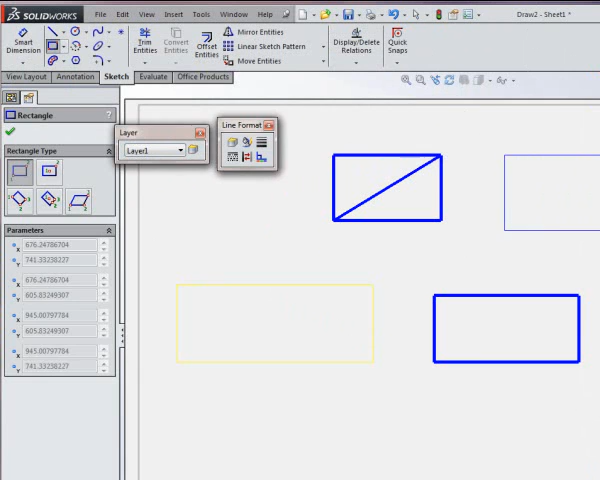 SOLIDWORKS File Edit View Insert Tools Window Help Draw2 - Sheet1 *
Smart Dimension
Trim Entities
Convert Entities
Offset Entities
Mirror Entities
Linear Sketch Pattern
Move Entities
Display/Delete Relations
Quick Snaps
View Layout Annotation Sketch Evaluate Office Products
Rectangle ?
Layer
Layer1
Line Format
Rectangle Type
Parameters
X 676.24786704
Y 741.33238227
X 676.24786704
Y 605.83249307
X 945.00797784
Y 605.83249307
X 945.00797784
Y 741.33238227